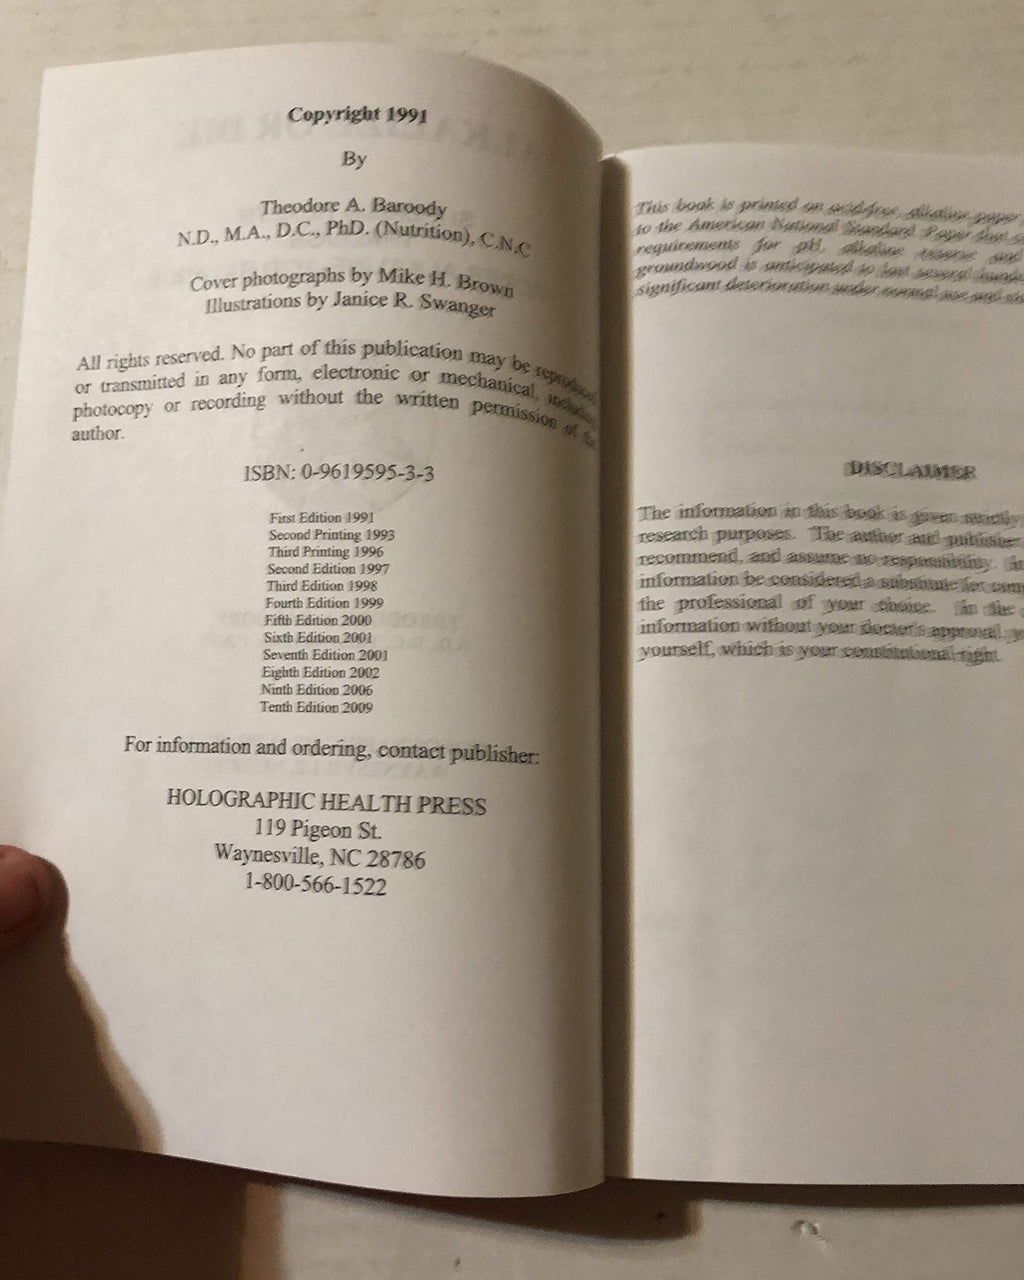 Copyright 1991
By
Theodore A. Baroody
N.D., M.A., D.C., PhD. (Nutrition), C.N.C
Cover photographs by Mike H. Brown
Illustrations by Janice R. Swanger
All rights reserved. No part of this publication may be reproduced
or transmitted in any form, electronic or mechanical, including
photocopy or recording without the written permission of the
author.
ISBN: 0-9619595-3-3
First Edition 1991
Second Printing 1993
Third Printing 1996
Second Edition 1997
Third Edition 1998
Fourth Edition 1999
Fifth Edition 2000
Sixth Edition 2001
Seventh Edition 2001
Eighth Edition 2002
Ninth Edition 2006
Tenth Edition 2009
For information and ordering, contact publisher:
HOLOGRAPHIC HEALTH PRESS
119 Pigeon St.
Waynesville, NC 28786
1-800-566-1522
This book is printed on acid-free, alkaline paper
to the American National Standard Paper that
requirements for pH, alkaline reserve and
groundwood is anticipated to last several
significant deterioration under normal use and
DISCLAIMER
The information in this book is given strictly
research purposes. The author and publisher
recommend, and assume no responsibility.
information be considered a substitute for
the professional of your choice. In the
information without your doctor's approval,
yourself, which is your constitutional right.